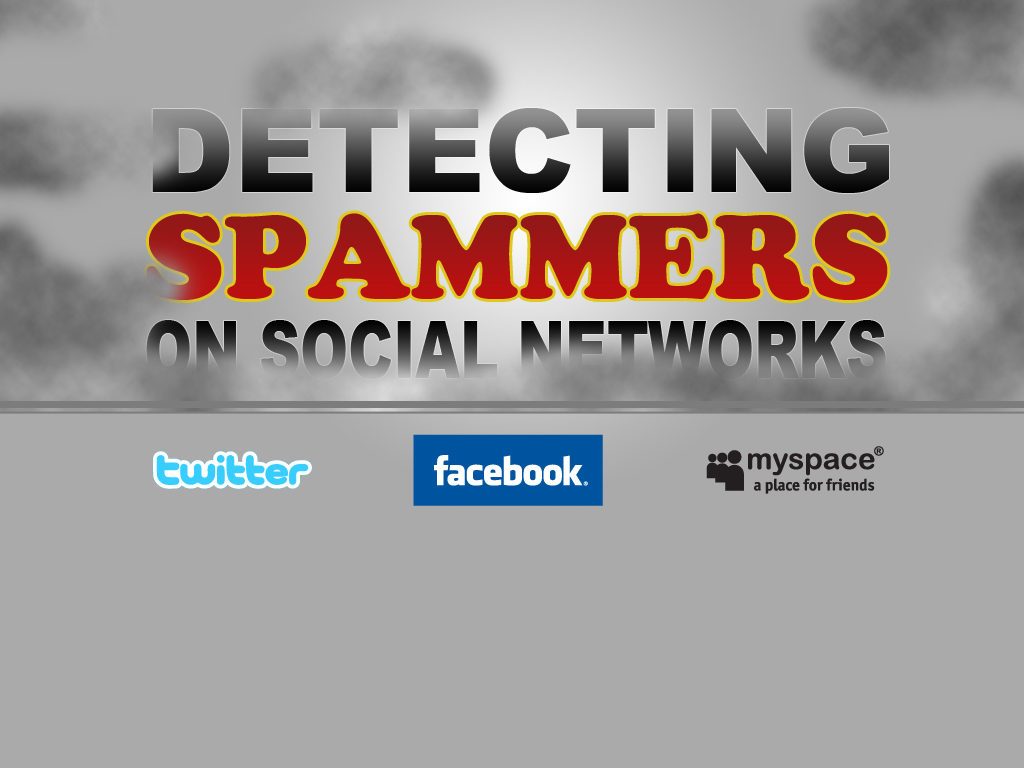 DETECTING
SPAMMERS
ON SOCIAL NETWORKS
twitter
facebook.
myspace®
a place for friends